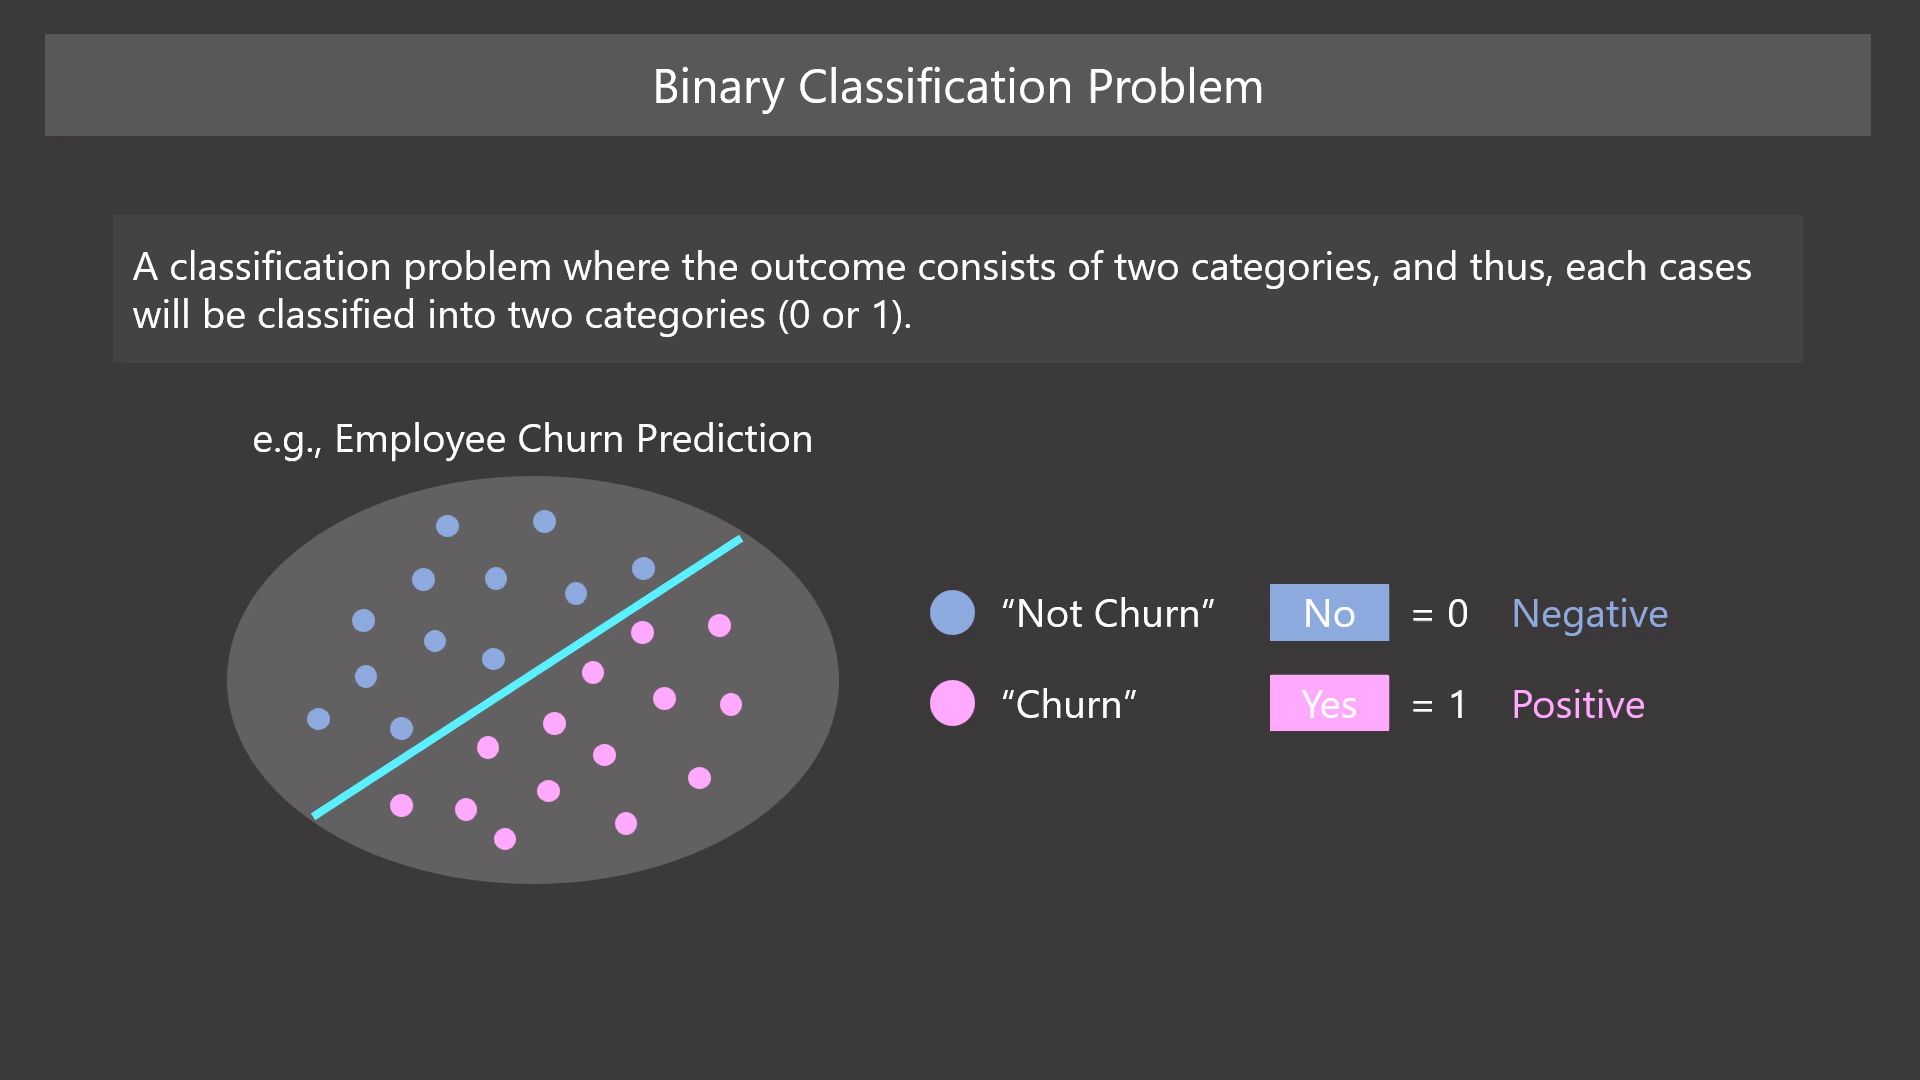 Binary Classification Problem
A classification problem where the outcome consists of two categories, and thus, each cases
will be classified into two categories (0 or 1).
e.g., Employee Churn Prediction
“Not Churn” No = 0 Negative
“Churn” Yes = 1 Positive